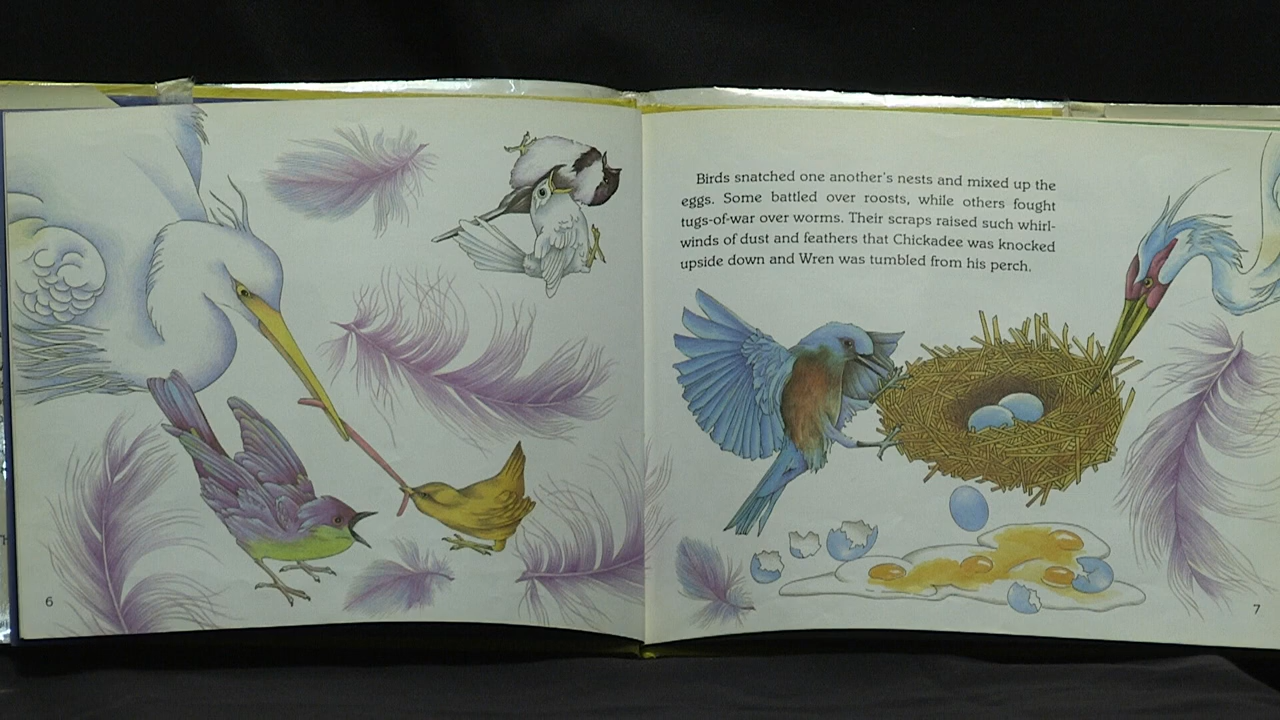 Birds snatched one another's nests and mixed up the
eggs. Some battled over roosts, while others fought
tugs-of-war over worms. Their scraps raised such whirl-
winds of dust and feathers that Chickadee was knocked
upside down and Wren was tumbled from his perch.
6
7